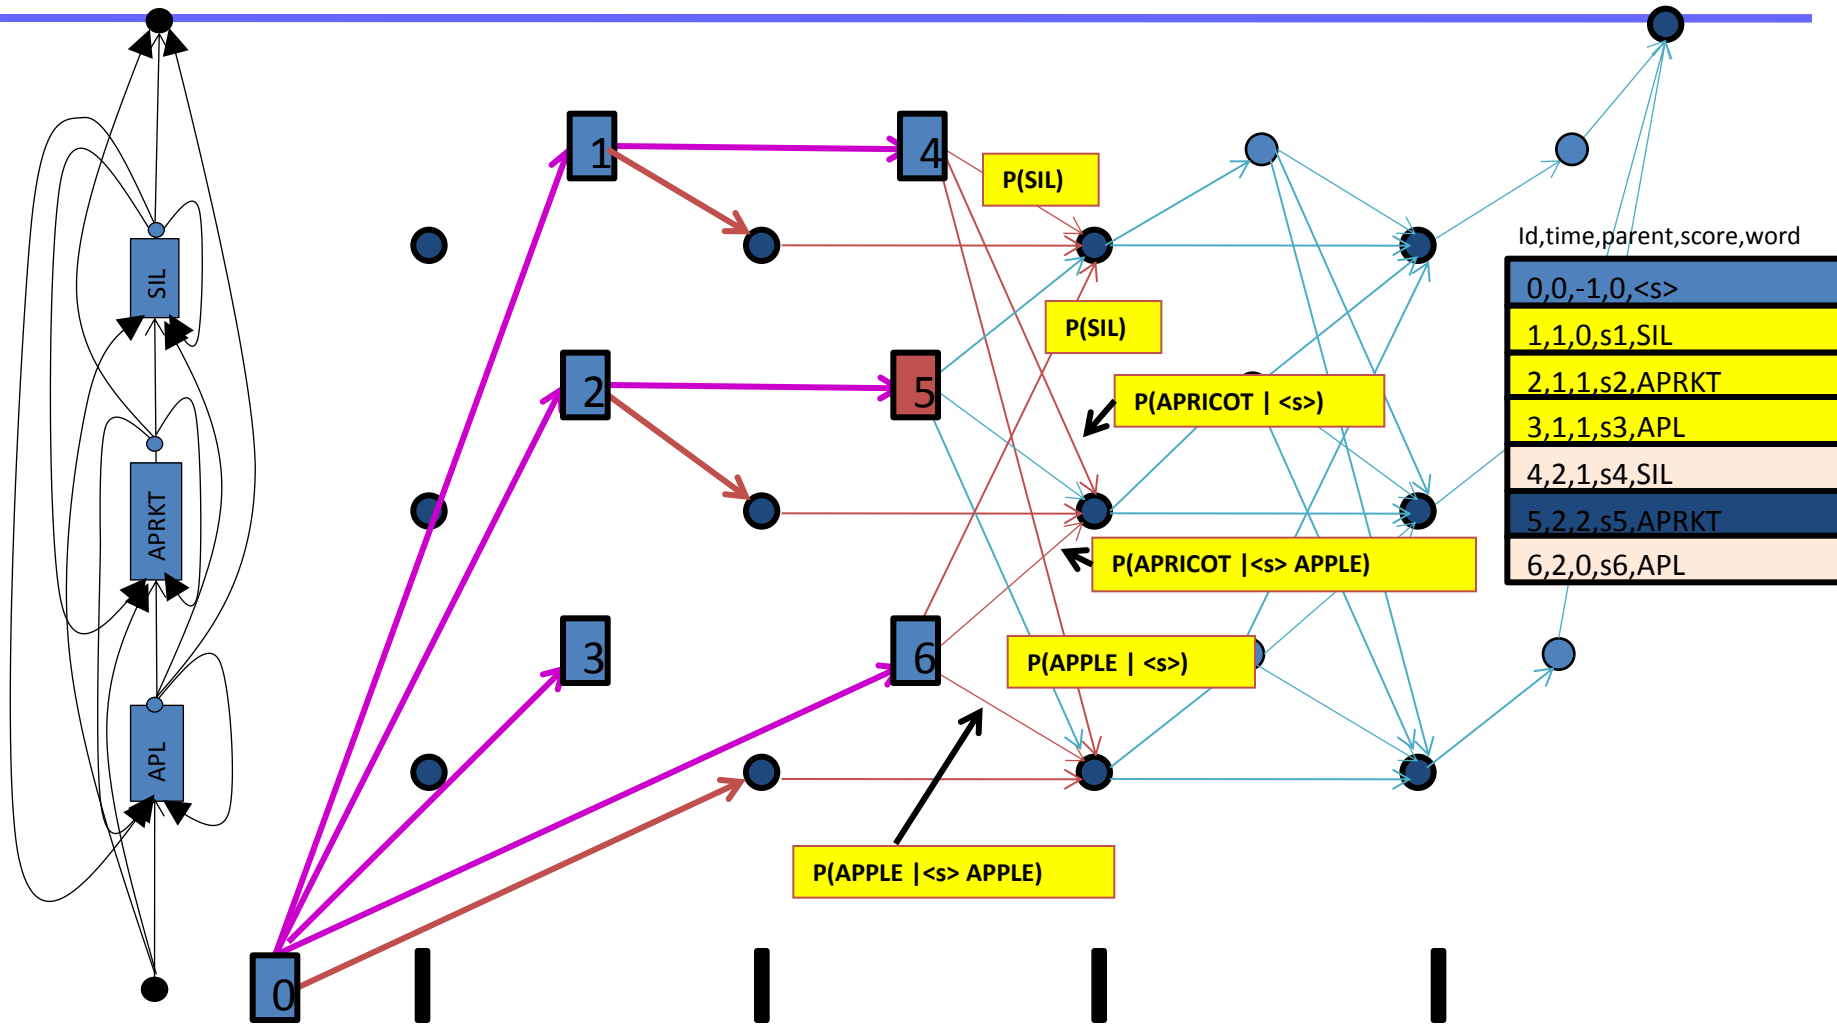 1
4
P(SIL)
SIL
Id,time,parent,score,word
0,0,-1,0,<s>
P(SIL)
1,1,0,s1,SIL
2
5
P(APRICOT | <s>)
2,1,1,s2,APRKT
3,1,1,s3,APL
4,2,1,s4,SIL
APRKT
5,2,2,s5,APRKT
P(APRICOT |<s> APPLE)
6,2,0,s6,APL
3
6
P(APPLE | <s>)
APL
P(APPLE |<s> APPLE)
0